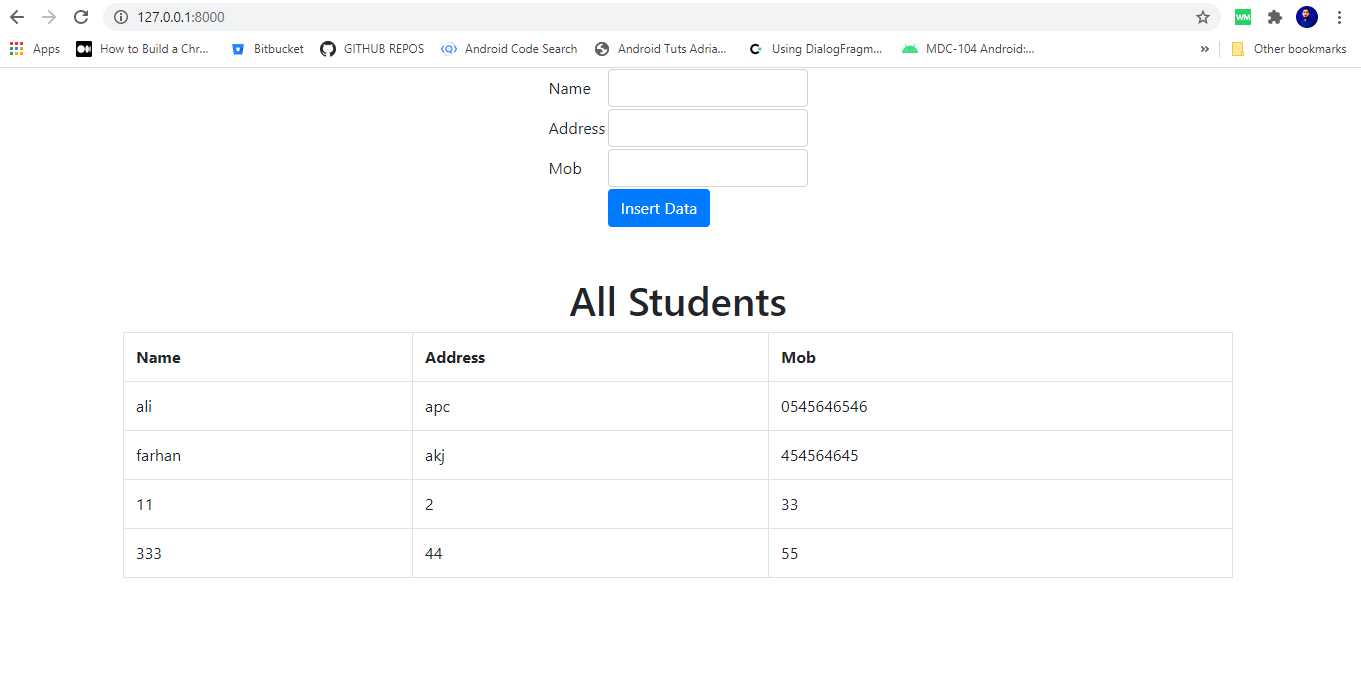 127.0.0.1:8000
WM
Apps How to Build a Chr... Bitbucket GITHUB REPOS Android Code Search Android Tuts Adria... Using DialogFragm... MDC-104 Android:... » Other bookmarks
Name
Address
Mob
Insert Data
All Students
Name Address Mob
ali apc 0545646546
farhan akj 454564645
11 2 33
333 44 55